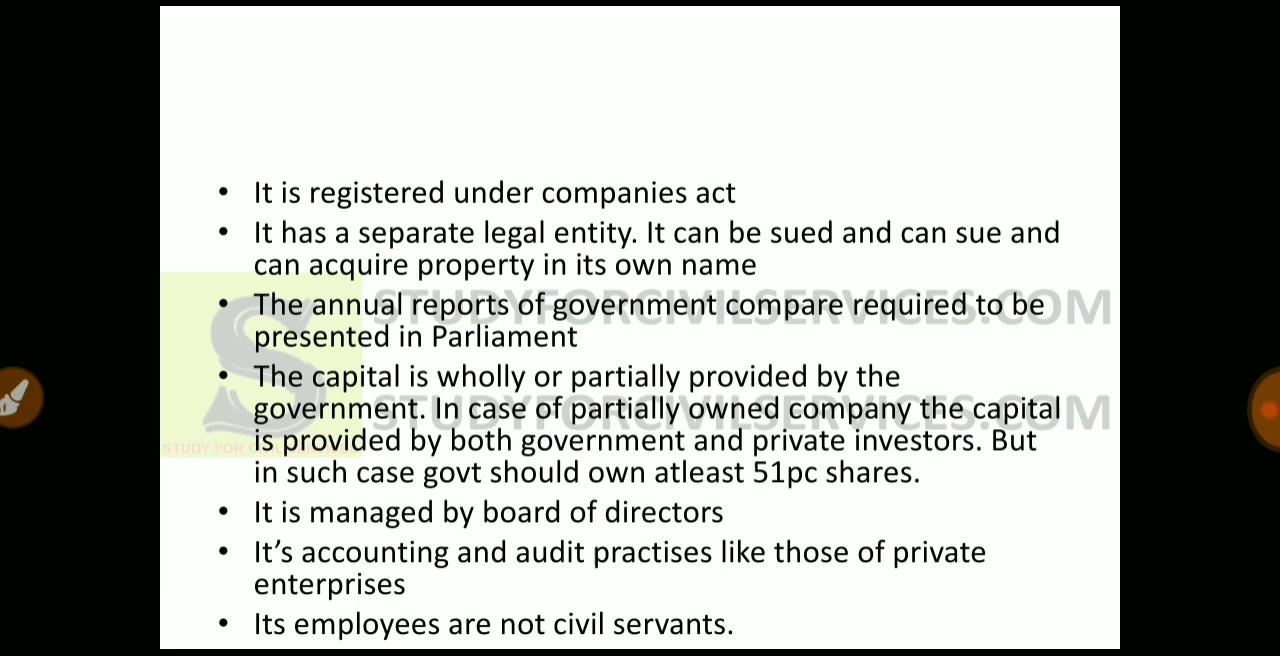 • It is registered under companies act
• It has a separate legal entity. It can be sued and can sue and
can acquire property in its own name
• The annual reports of government compare required to be
presented in Parliament
• The capital is wholly or partially provided by the
government. In case of partially owned company the capital
is provided by both government and private investors. But
in such case govt should own atleast 51pc shares.
• It is managed by board of directors
• It’s accounting and audit practises like those of private
enterprises
• Its employees are not civil servants.
STUDYFORCIVILSERVICES.COM
STUDYFORCIVILSERVICES.COM
STUDY FOR